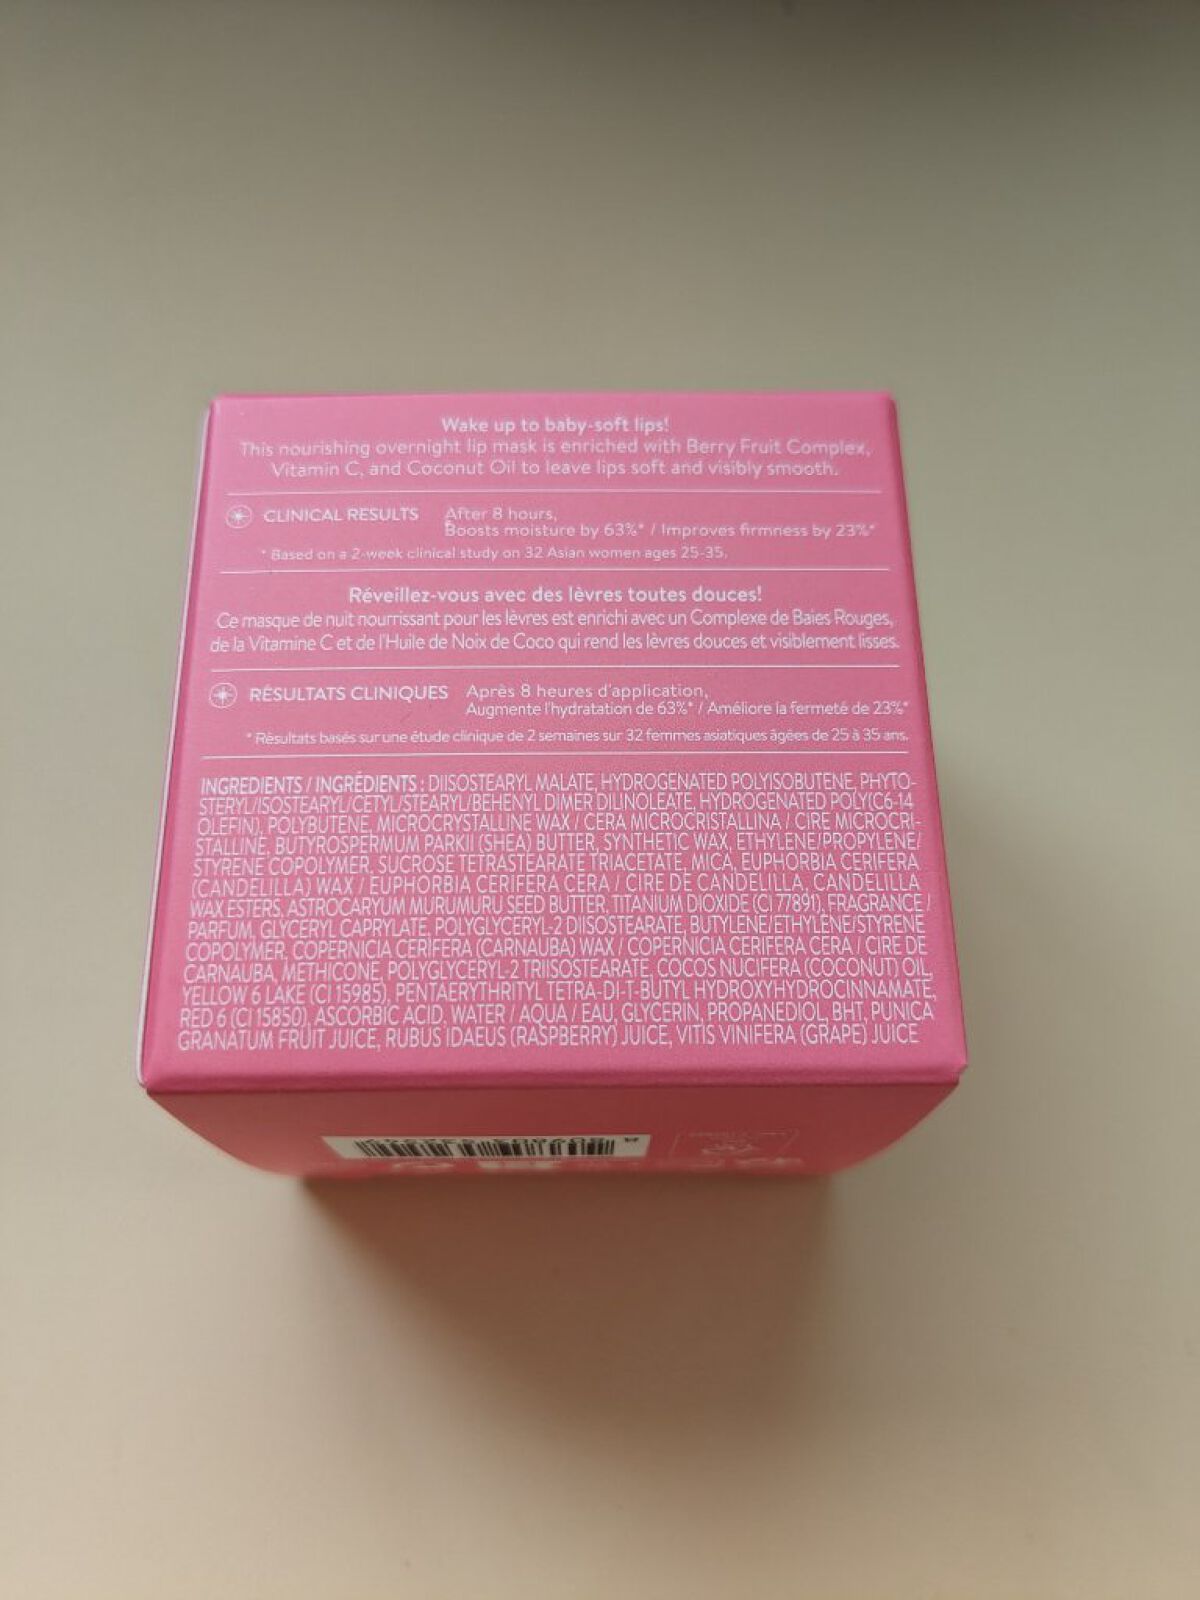 Wake up to baby-soft lips!
This nourishing overnight lip mask is enriched with Berry Fruit Complex,
Vitamin C, and Coconut Oil to leave lips soft and visibly smooth.
CLINICAL RESULTS After 8 hours,
Boosts moisture by 63%* / Improves firmness by 23%*
* Based on a 2-week clinical study on 32 Asian women ages 25-35.
Réveillez-vous avec des lèvres toutes douces!
Ce masque de nuit nourrissant pour les lèvres est enrichi avec un Complexe de Baies Rouges,
de la Vitamine C et de l'Huile de Noix de Coco qui rend les lèvres douces et visiblement lisses.
RÉSULTATS CLINIQUES Après 8 heures d'application,
Augmente l'hydratation de 63%* / Améliore la fermeté de 23%*
* Résultats basés sur une étude clinique de 2 semaines sur 32 femmes asiatiques âgées de 25 à 35 ans.
INGREDIENTS / INGRÉDIENTS : DIISOSTEARYL MALATE, HYDROGENATED POLYISOBUTENE, PHYTO-
STERYL/ISOSTEARYL/CETYL/STEARYL/BEHENYL DIMER DILINOLEATE, HYDROGENATED POLY(C6-14
OLEFIN), POLYBUTENE, MICROCRYSTALLINE WAX / CERA MICROCRISTALLINA / CIRE MICROCRI-
STALLINE, BUTYROSPERMUM PARKII (SHEA) BUTTER, SYNTHETIC WAX, ETHYLENE/PROPYLENE/
STYRENE COPOLYMER, SUCROSE TETRASTEARATE TRIACETATE, MICA, EUPHORBIA CERIFERA
(CANDELILLA) WAX / EUPHORBIA CERIFERA CERA / CIRE DE CANDELILLA, CANDELILLA
WAX ESTERS, ASTROCARYUM MURUMURU SEED BUTTER, TITANIUM DIOXIDE (CI 77891), FRAGRANCE /
PARFUM, GLYCERYL CAPRYLATE, POLYGLYCERYL-2 DIISOSTEARATE, BUTYLENE/ETHYLENE/STYRENE
COPOLYMER, COPERNICIA CERIFERA (CARNAUBA) WAX / COPERNICIA CERIFERA CERA / CIRE DE
CARNAUBA, METHICONE, POLYGLYCERYL-2 TRIISOSTEARATE, COCOS NUCIFERA (COCONUT) OIL,
YELLOW 6 LAKE (CI 15985), PENTAERYTHRITYL TETRA-DI-T-BUTYL HYDROXYHYDROCINNAMATE,
RED 6 (CI 15850), ASCORBIC ACID, WATER / AQUA / EAU, GLYCERIN, PROPANEDIOL, BHT, PUNICA
GRANATUM FRUIT JUICE, RUBUS IDAEUS (RASPBERRY) JUICE, VITIS VINIFERA (GRAPE) JUICE